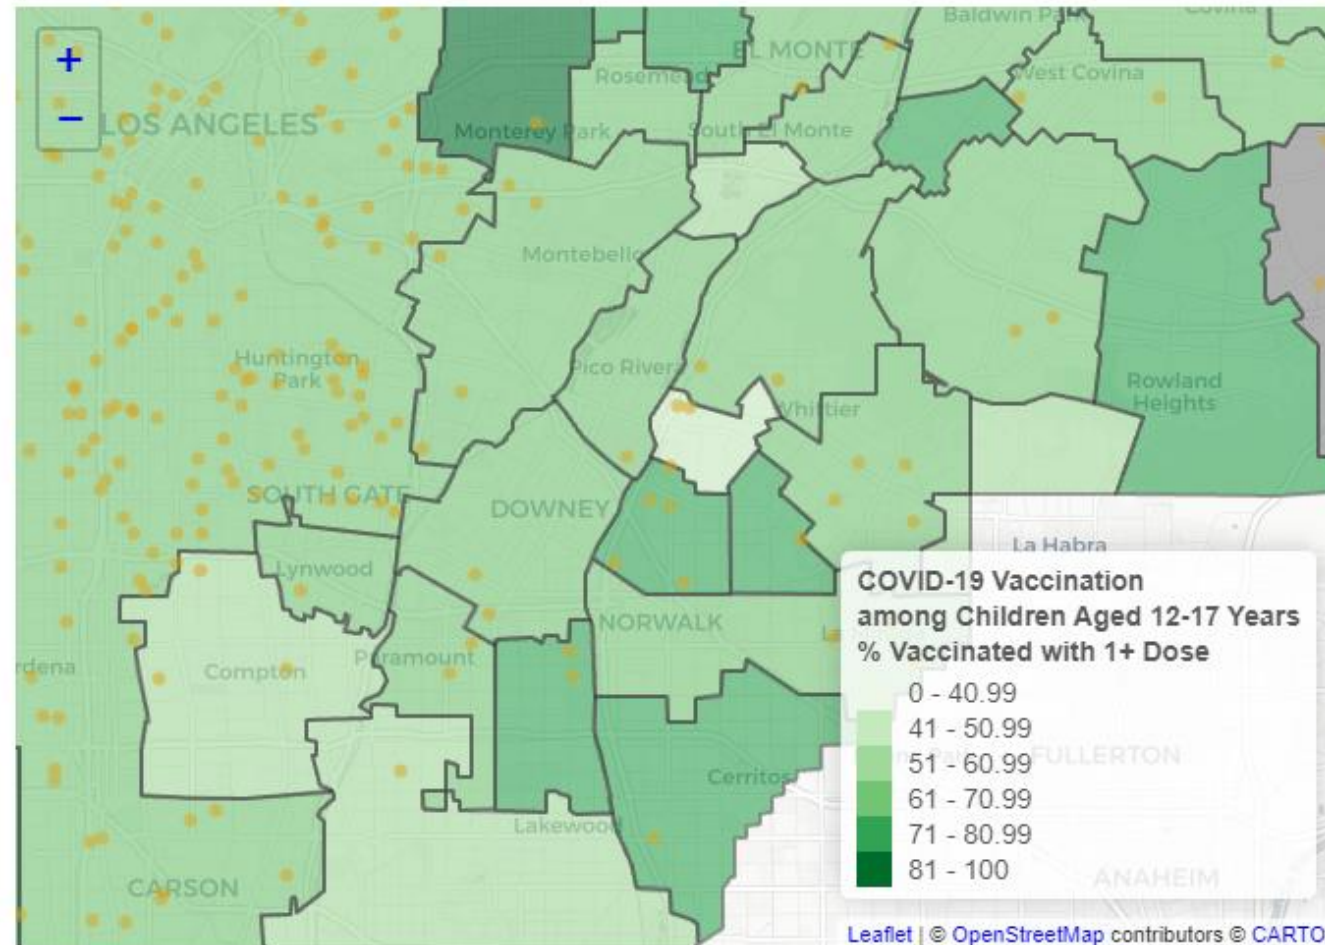 Baldwin Park
Covina
+
EL MONTE
Rosemead
West Covina
−
LOS ANGELES
Monterey Park
South El Monte
Montebello
Huntington
Park
Pico Rivera
Rowland
Heights
Whittier
SOUTH GATE
DOWNEY
La Habra
Lynwood
NORWALK
Paramount
Compton
rdena
Cerritos
FULLERTON
Lakewood
CARSON
ANAHEIM
COVID-19 Vaccination
among Children Aged 12-17 Years
% Vaccinated with 1+ Dose
0 - 40.99
41 - 50.99
51 - 60.99
61 - 70.99
71 - 80.99
81 - 100
Leaflet | © OpenStreetMap contributors © CARTO